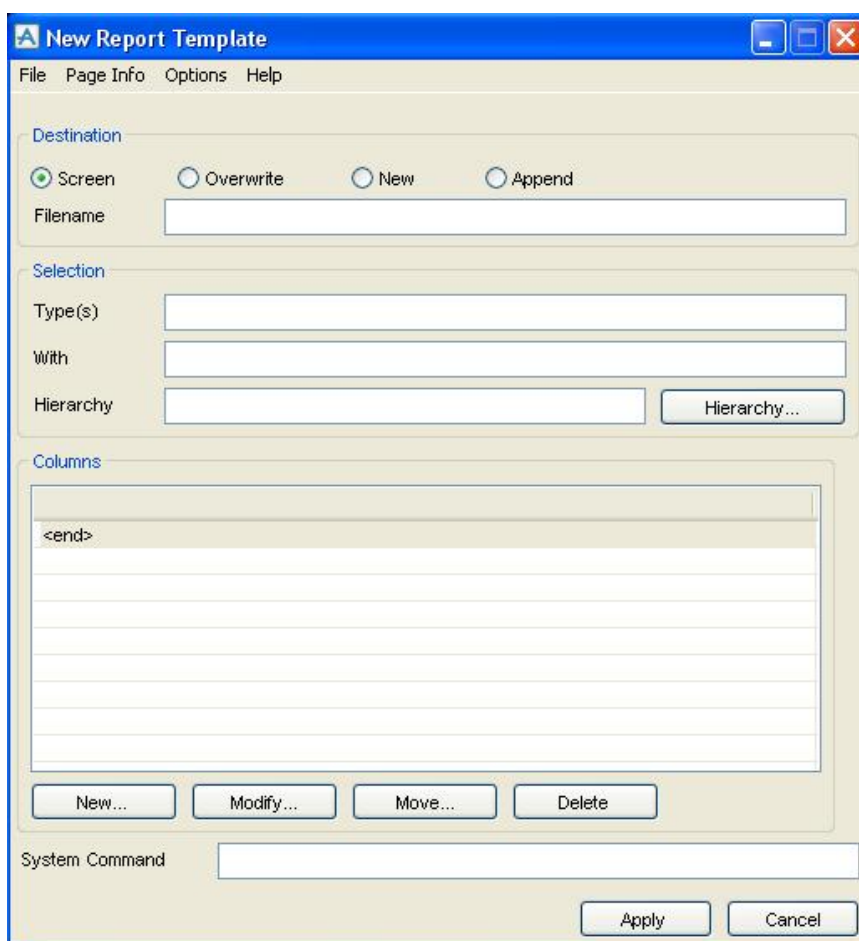 New Report Template
File Page Info Options Help
Destination
Screen Overwrite New Append
Filename
Selection
Type(s)
With
Hierarchy Hierarchy...
Columns
<end>
New... Modify... Move... Delete
System Command
Apply Cancel